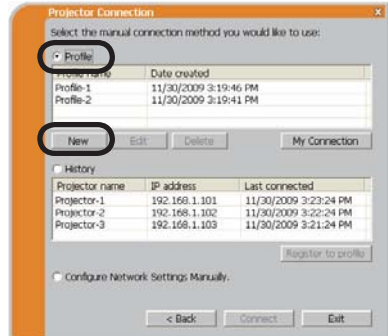 Projector Connection
Select the manual connection method you would like to use:
Profile
Profile name Date created
Profile-1 11/30/2009 3:19:46 PM
Profile-2 11/30/2009 3:19:41 PM
New Edit Delete My Connection
History
Projector name IP address Last connected
Projector-1 192.168.1.101 11/30/2009 3:23:24 PM
Projector-2 192.168.1.102 11/30/2009 3:22:24 PM
Projector-3 192.168.1.103 11/30/2009 3:21:24 PM
Register to profile
Configure Network Settings Manually.
< Back Connect Exit